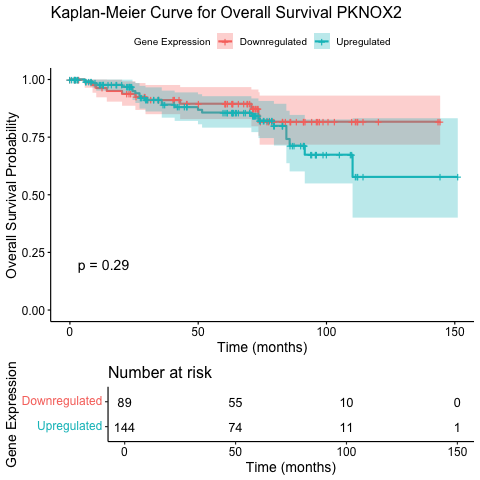 Kaplan-Meier Curve for Overall Survival PKNOX2
Gene Expression Downregulated Upregulated
Overall Survival Probability
1.00
0.75
0.50
0.25
0.00
p = 0.29
0 50 100 150
Time (months)
Number at risk
Gene Expression
Downregulated 89 55 10 0
Upregulated 144 74 11 1
0 50 100 150
Time (months)